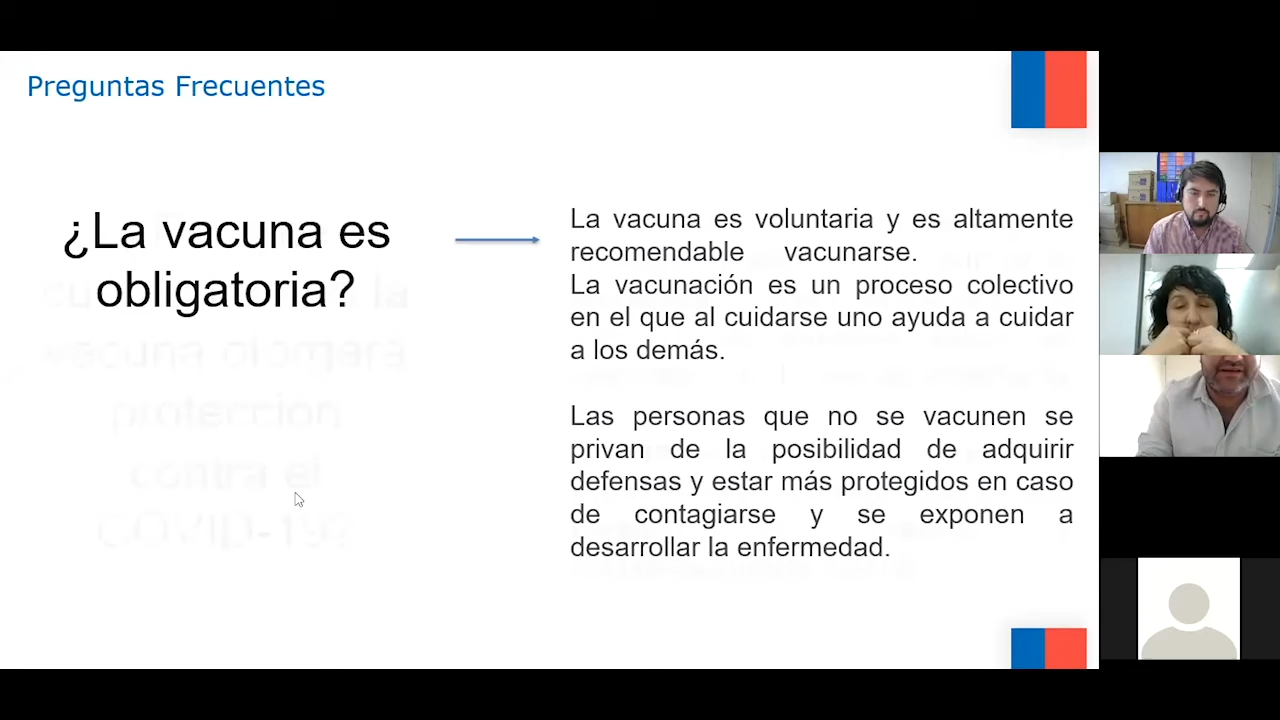 Preguntas Frecuentes
¿La vacuna es
obligatoria?
La vacuna es voluntaria y es altamente
recomendable vacunarse.
La vacunación es un proceso colectivo
en el que al cuidarse uno ayuda a cuidar
a los demás.
Las personas que no se vacunen se
privan de la posibilidad de adquirir
defensas y estar más protegidos en caso
de contagiarse y se exponen a
desarrollar la enfermedad.